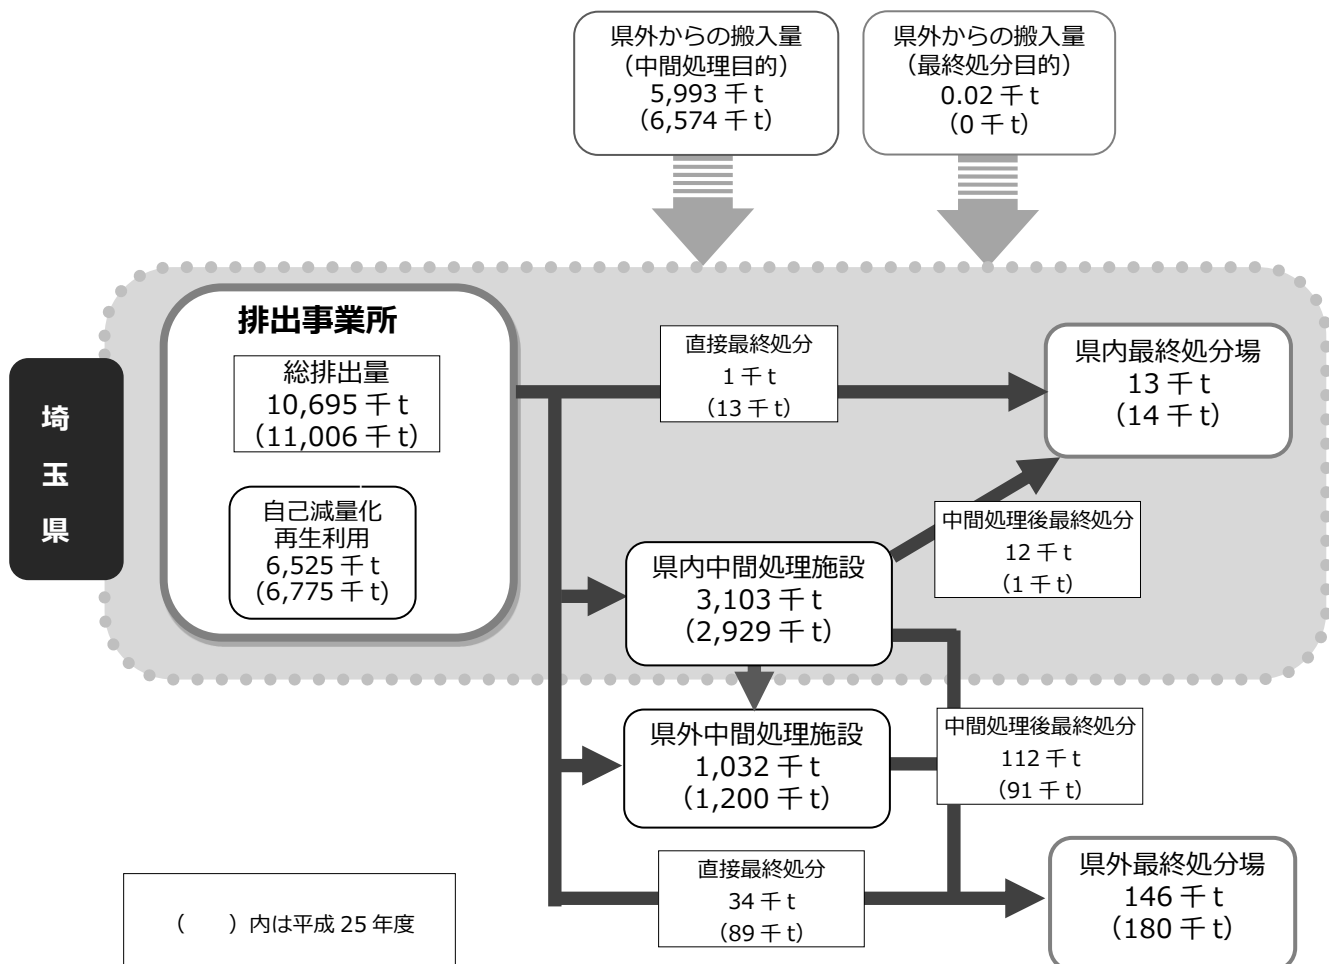 県外からの搬入量
（中間処理目的）
5,993 千 t
（6,574 千 t）
県外からの搬入量
（最終処分目的）
0.02 千 t
（0 千 t）
埼
玉
県
排出事業所
総排出量
10,695 千 t
（11,006 千 t）
自己減量化
再生利用
6,525 千 t
(6,775 千 t)
直接最終処分
1 千 t
（13 千 t）
県内最終処分場
13 千 t
（14 千 t）
中間処理後最終処分
12 千 t
（1 千 t）
県内中間処理施設
3,103 千 t
（2,929 千 t）
県外中間処理施設
1,032 千 t
（1,200 千 t）
中間処理後最終処分
112 千 t
（91 千 t）
直接最終処分
34 千 t
（89 千 t）
県外最終処分場
146 千 t
（180 千 t）
（　　）内は平成 25 年度